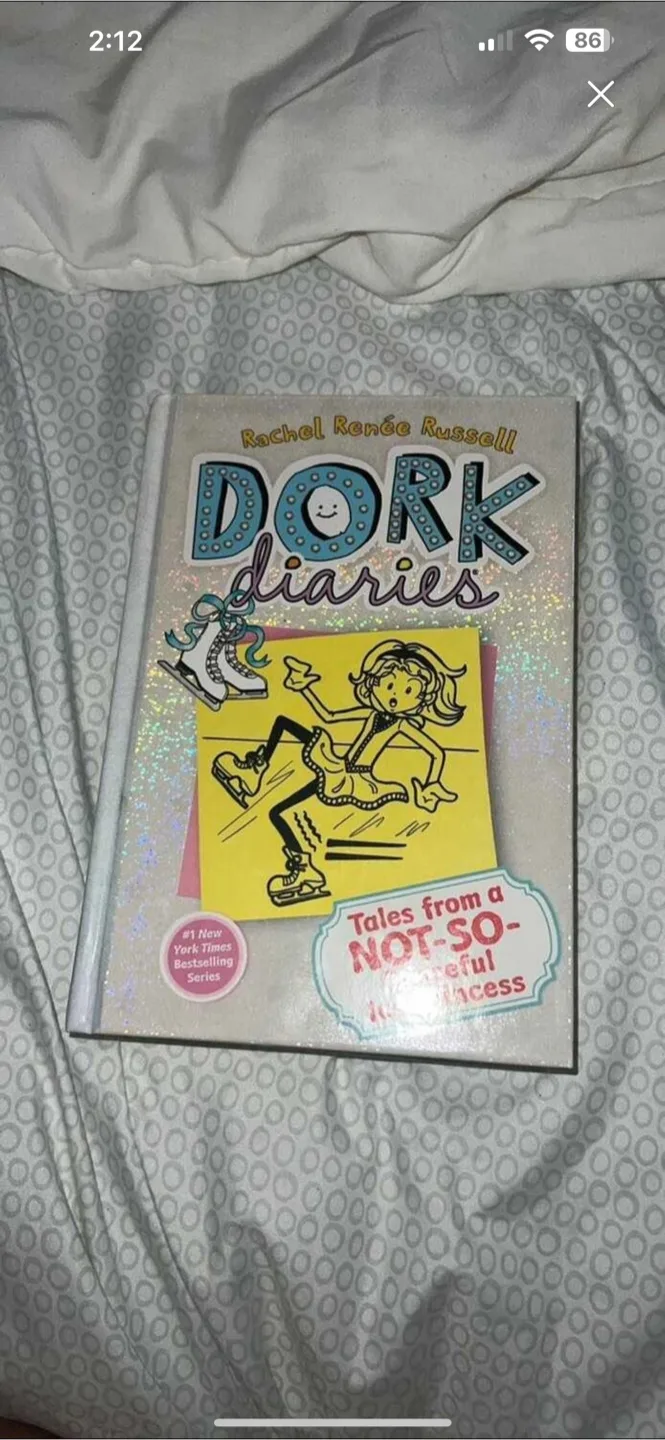 2:12
86
Rachel Renée Russell
DORK
diaries
Tales from a
NOT-SO-
#1 New
York Times
Bestselling
Series